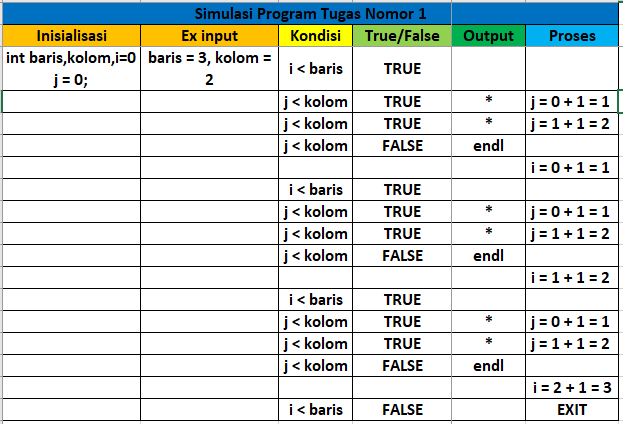 Simulasi Program Tugas Nomor 1
Inisialisasi Ex input Kondisi True/False Output Proses
int baris,kolom,i=0 baris = 3, kolom = i < baris TRUE
j = 0; 2
j < kolom TRUE * j = 0 + 1 = 1
j < kolom TRUE * j = 1 + 1 = 2
j < kolom FALSE endl
i = 0 + 1 = 1
i < baris TRUE
j < kolom TRUE * j = 0 + 1 = 1
j < kolom TRUE * j = 1 + 1 = 2
j < kolom FALSE endl
i = 1 + 1 = 2
i < baris TRUE
j < kolom TRUE * j = 0 + 1 = 1
j < kolom TRUE * j = 1 + 1 = 2
j < kolom FALSE endl
i = 2 + 1 = 3
i < baris FALSE EXIT